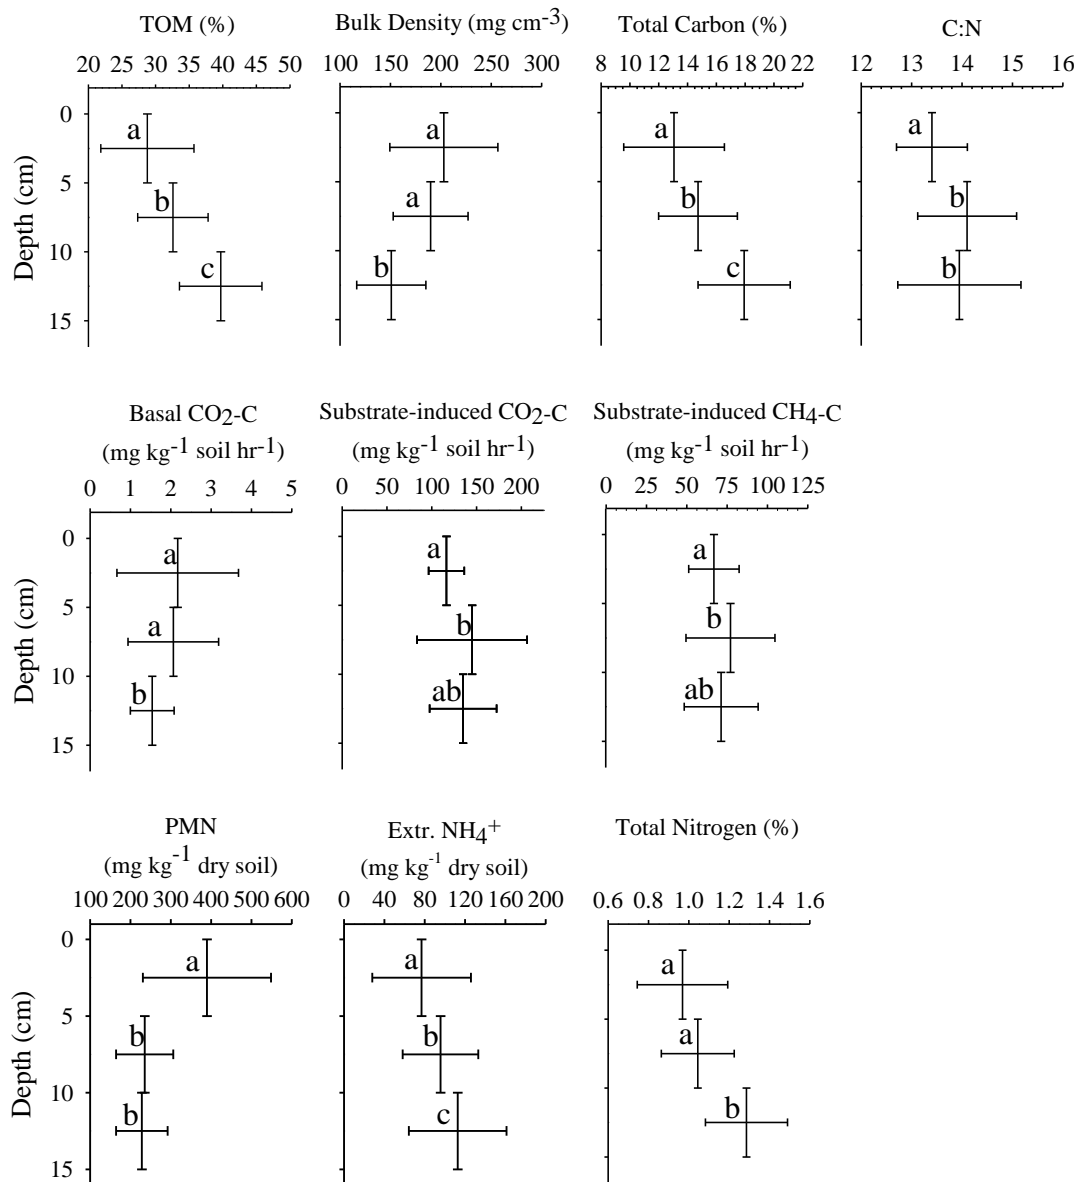 TOM (%)
Bulk Density (mg cm-3)
Total Carbon (%)
C:N
20 25 30 35 40 45 50
100 200 300
8 10 12 14 16 18 20 22
12 13 14 15 16
Depth (cm)
0
5
10
15
a
b
c
a
a
b
a
b
c
a
b
b
Basal CO2-C
(mg kg-1 soil hr-1)
Substrate-induced CO2-C
(mg kg-1 soil hr-1)
Substrate-induced CH4-C
(mg kg-1 soil hr-1)
0 1 2 3 4 5
0 50 100 150 200
0 25 50 75 100 125
Depth (cm)
0
5
10
15
a
a
b
a
b
ab
a
b
ab
PMN
(mg kg-1 dry soil)
Extr. NH4+
(mg kg-1 dry soil)
Total Nitrogen (%)
100 200 300 400 500 600
0 40 80 120 160 200
0.6 0.8 1.0 1.2 1.4 1.6
Depth (cm)
0
5
10
15
a
b
b
a
b
c
a
a
b